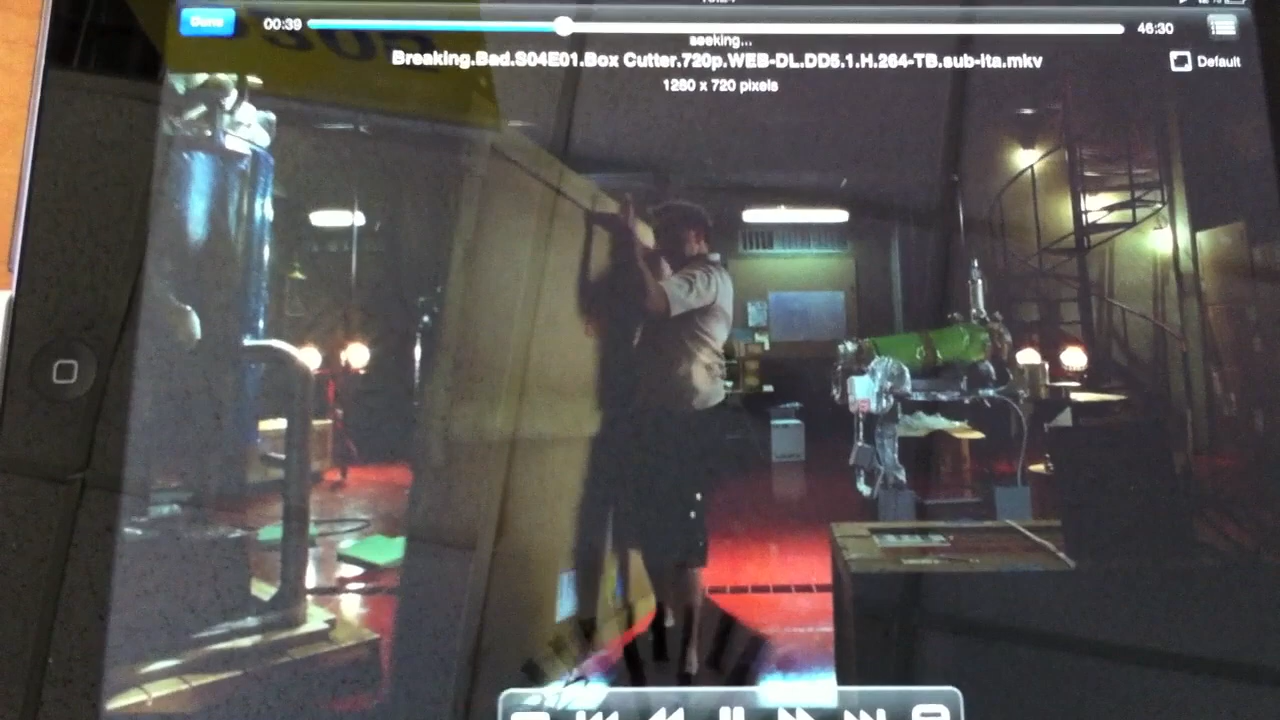 Done
00:39
46:30
seeking...
Breaking.Bad.S04E01.Box Cutter.720p.WEB-DL.DD5.1.H.264-TB.sub-ita.mkv
Default
1280 x 720 pixels